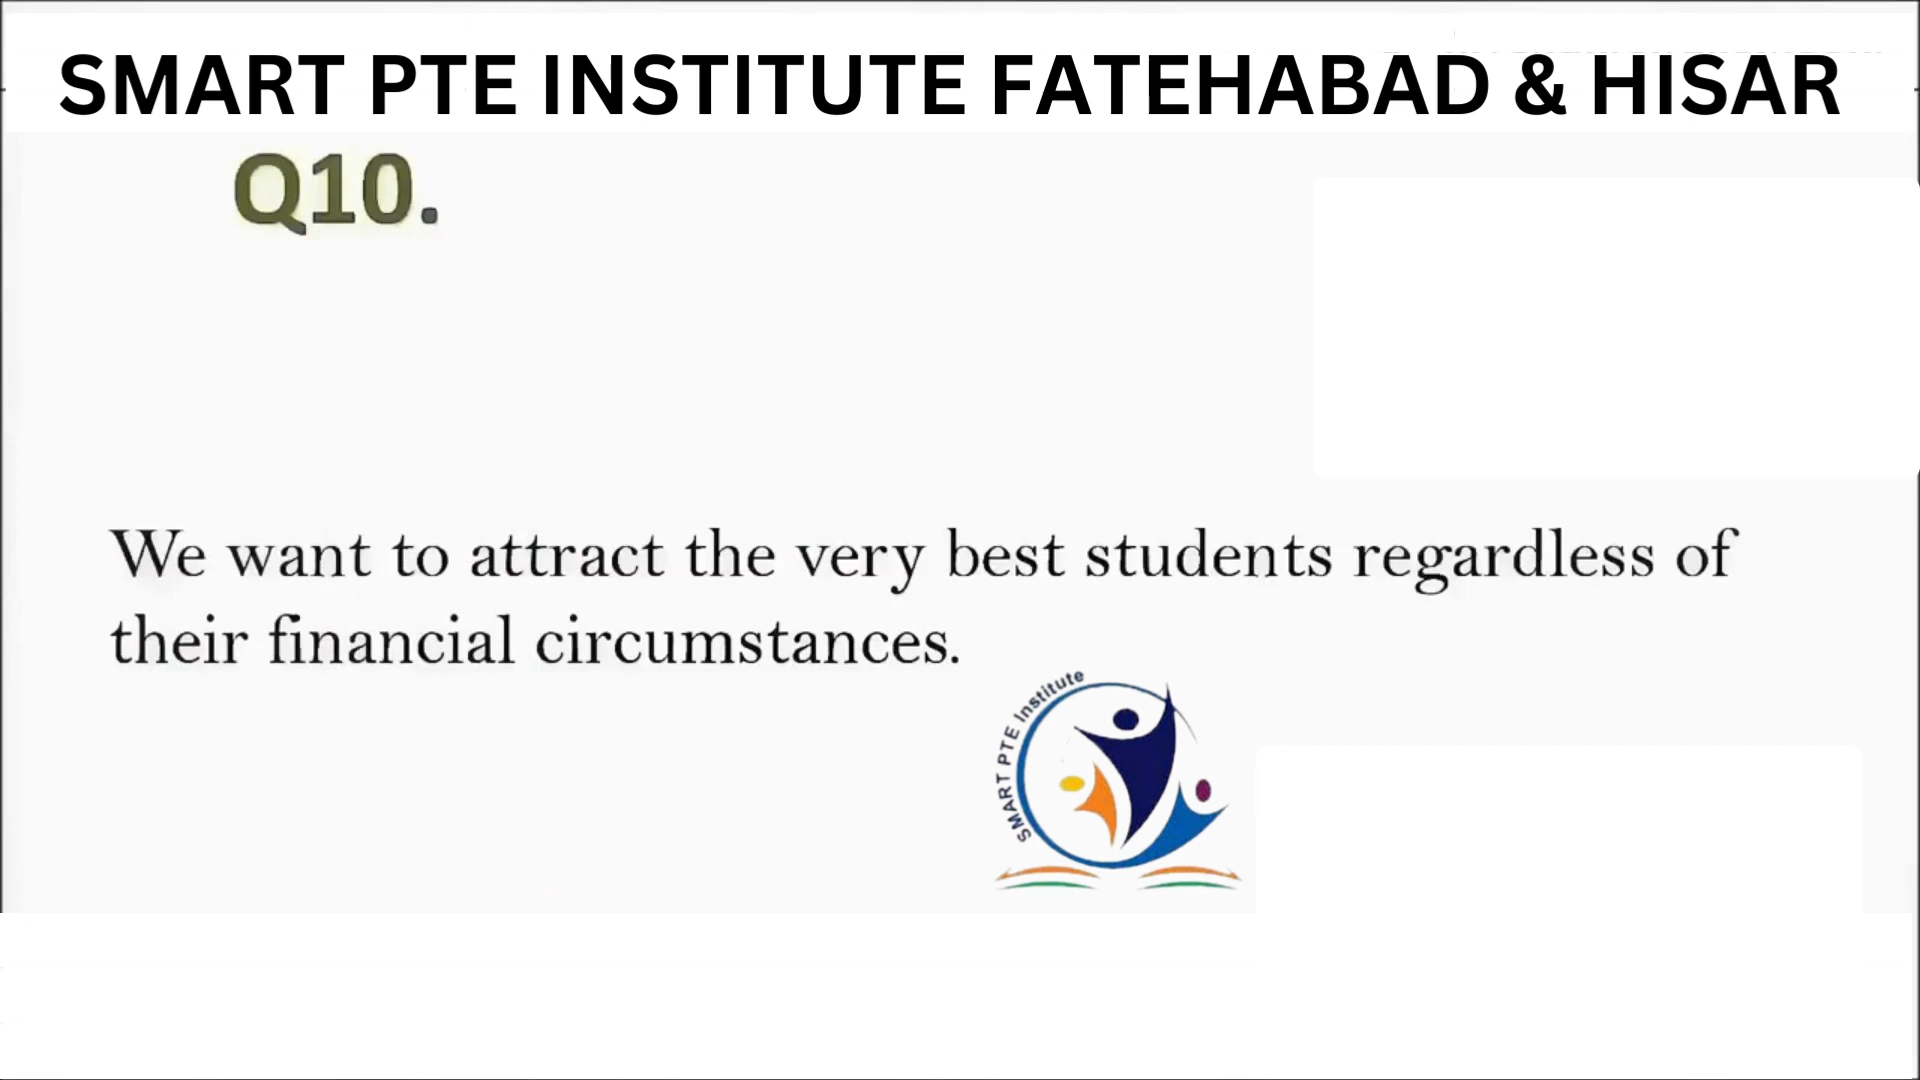 SMART PTE INSTITUTE FATEHABAD & HISAR
Q10.
We want to attract the very best students regardless of
their financial circumstances.
SMART PTE Institute